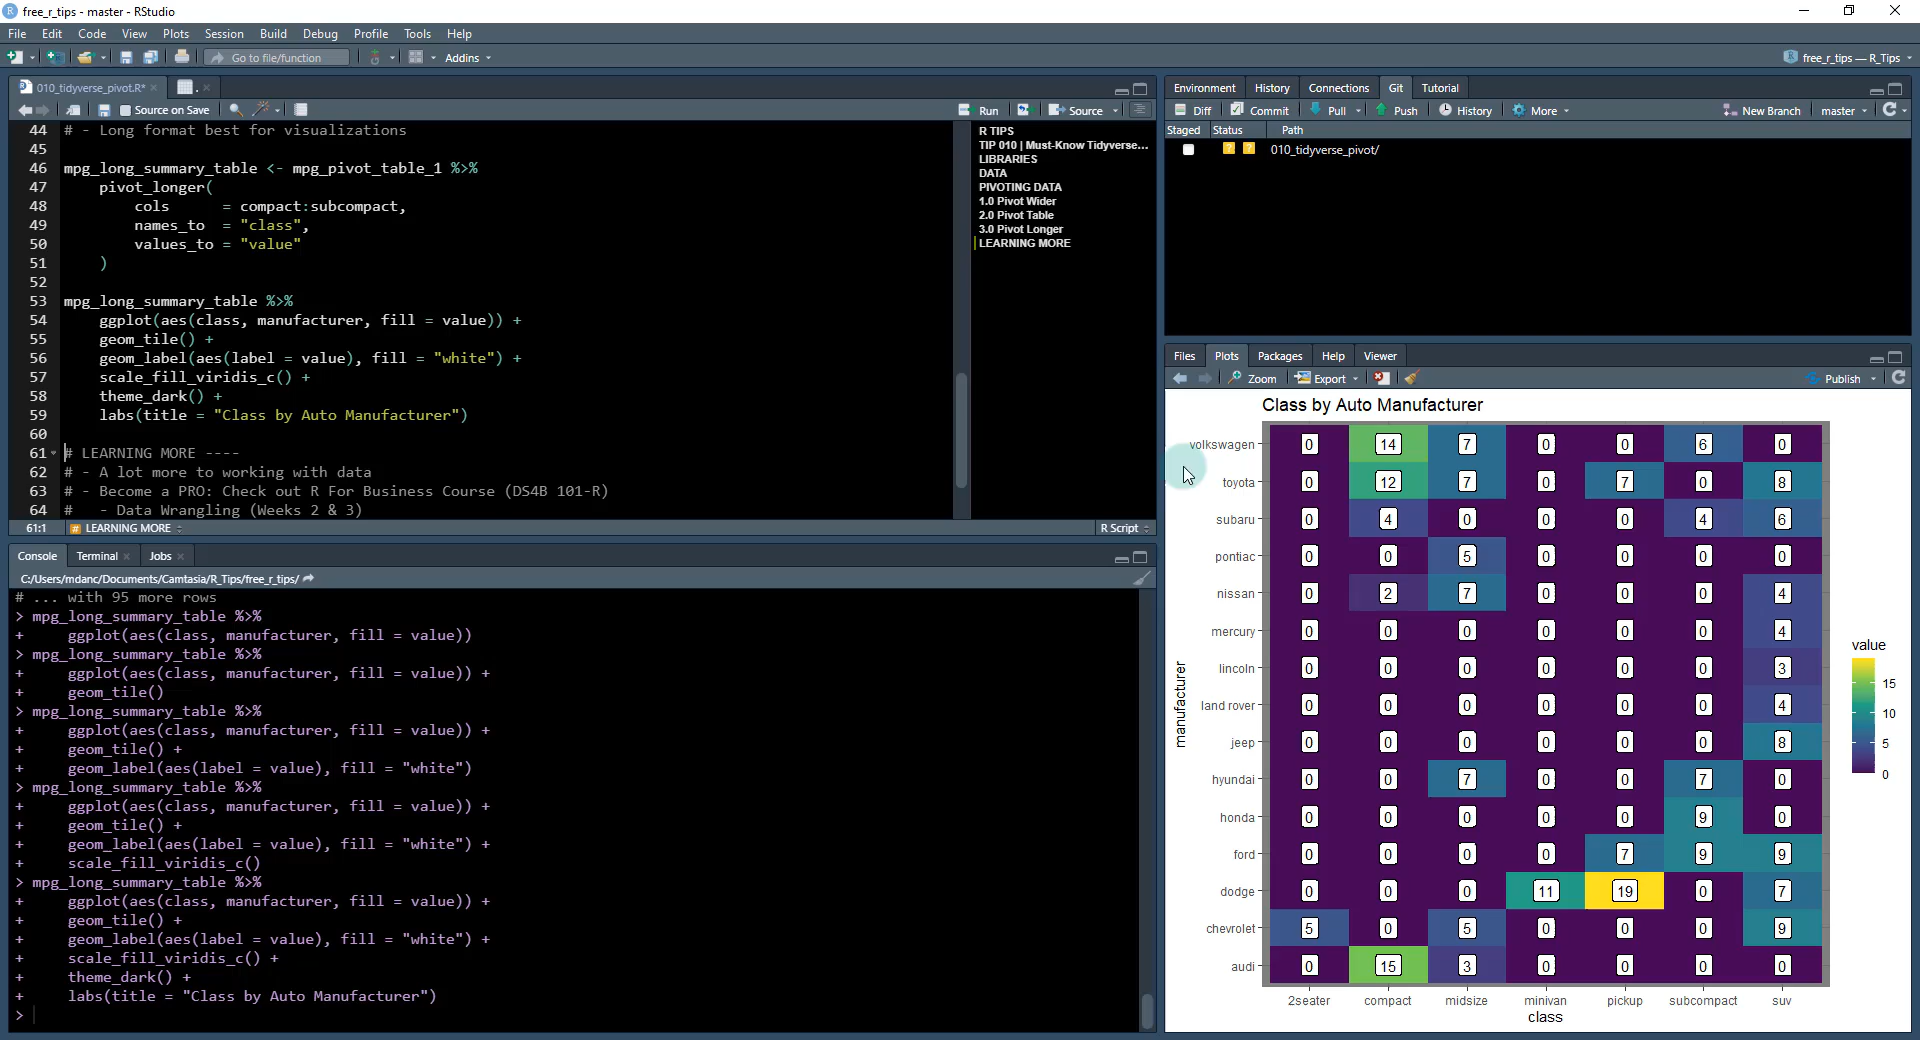 free_r_tips - master - RStudio
File Edit Code View Plots Session Build Debug Profile Tools Help
Go to file/function Addins free_r_tips — R_Tips
010_tidyverse_pivot.R* .
Source on Save Run Source
44 # - Long format best for visualizations
45
46 mpg_long_summary_table <- mpg_pivot_table_1 %>%
47 pivot_longer(
48 cols = compact:subcompact,
49 names_to = "class",
50 values_to = "value"
51 )
52
53 mpg_long_summary_table %>%
54 ggplot(aes(class, manufacturer, fill = value)) +
55 geom_tile() +
56 geom_label(aes(label = value), fill = "white") +
57 scale_fill_viridis_c() +
58 theme_dark() +
59 labs(title = "Class by Auto Manufacturer")
60
61 # LEARNING MORE ----
62 # - A lot more to working with data
63 # - Become a PRO: Check out R For Business Course (DS4B 101-R)
64 # - Data Wrangling (Weeks 2 & 3)
61:1 # LEARNING MORE R Script
R TIPS
TIP 010 | Must-Know Tidyverse...
LIBRARIES
DATA
PIVOTING DATA
1.0 Pivot Wider
2.0 Pivot Table
3.0 Pivot Longer
LEARNING MORE
Console Terminal Jobs
C:/Users/mdanc/Documents/Camtasia/R_Tips/free_r_tips/
# ... with 95 more rows
> mpg_long_summary_table %>%
+ ggplot(aes(class, manufacturer, fill = value))
> mpg_long_summary_table %>%
+ ggplot(aes(class, manufacturer, fill = value)) +
+ geom_tile()
> mpg_long_summary_table %>%
+ ggplot(aes(class, manufacturer, fill = value)) +
+ geom_tile() +
+ geom_label(aes(label = value), fill = "white")
> mpg_long_summary_table %>%
+ ggplot(aes(class, manufacturer, fill = value)) +
+ geom_tile() +
+ geom_label(aes(label = value), fill = "white") +
+ scale_fill_viridis_c()
> mpg_long_summary_table %>%
+ ggplot(aes(class, manufacturer, fill = value)) +
+ geom_tile() +
+ geom_label(aes(label = value), fill = "white") +
+ scale_fill_viridis_c() +
+ theme_dark() +
+ labs(title = "Class by Auto Manufacturer")
>
Environment History Connections Git Tutorial
Diff Commit Pull Push History More New Branch master
Staged Status Path
? ? 010_tidyverse_pivot/
Files Plots Packages Help Viewer
Zoom Export Publish
Class by Auto Manufacturer
volkswagen 0 14 7 0 0 6 0
toyota 0 12 7 0 7 0 8
subaru 0 4 0 0 0 4 6
pontiac 0 0 5 0 0 0 0
nissan 0 2 7 0 0 0 4
mercury 0 0 0 0 0 0 4
lincoln 0 0 0 0 0 0 3
land rover 0 0 0 0 0 0 4
jeep 0 0 0 0 0 0 8
hyundai 0 0 7 0 0 7 0
honda 0 0 0 0 0 9 0
ford 0 0 0 0 7 9 9
dodge 0 0 0 11 19 0 7
chevrolet 5 0 5 0 0 0 9
audi 0 15 3 0 0 0 0
2seater compact midsize minivan pickup subcompact suv
class
manufacturer
value
15
10
5
0